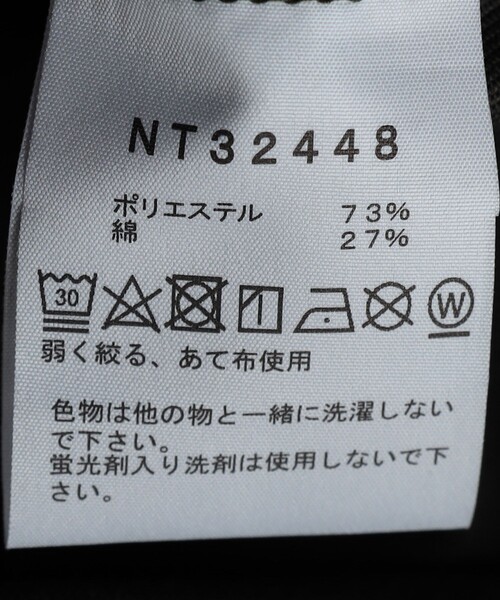 NT32448
ポリエステル 73%
綿 27%
30 W
弱く絞る、あて布使用
色物は他の物と一緒に洗濯しない
で下さい。
蛍光剤入り洗剤は使用しないで下
さい。